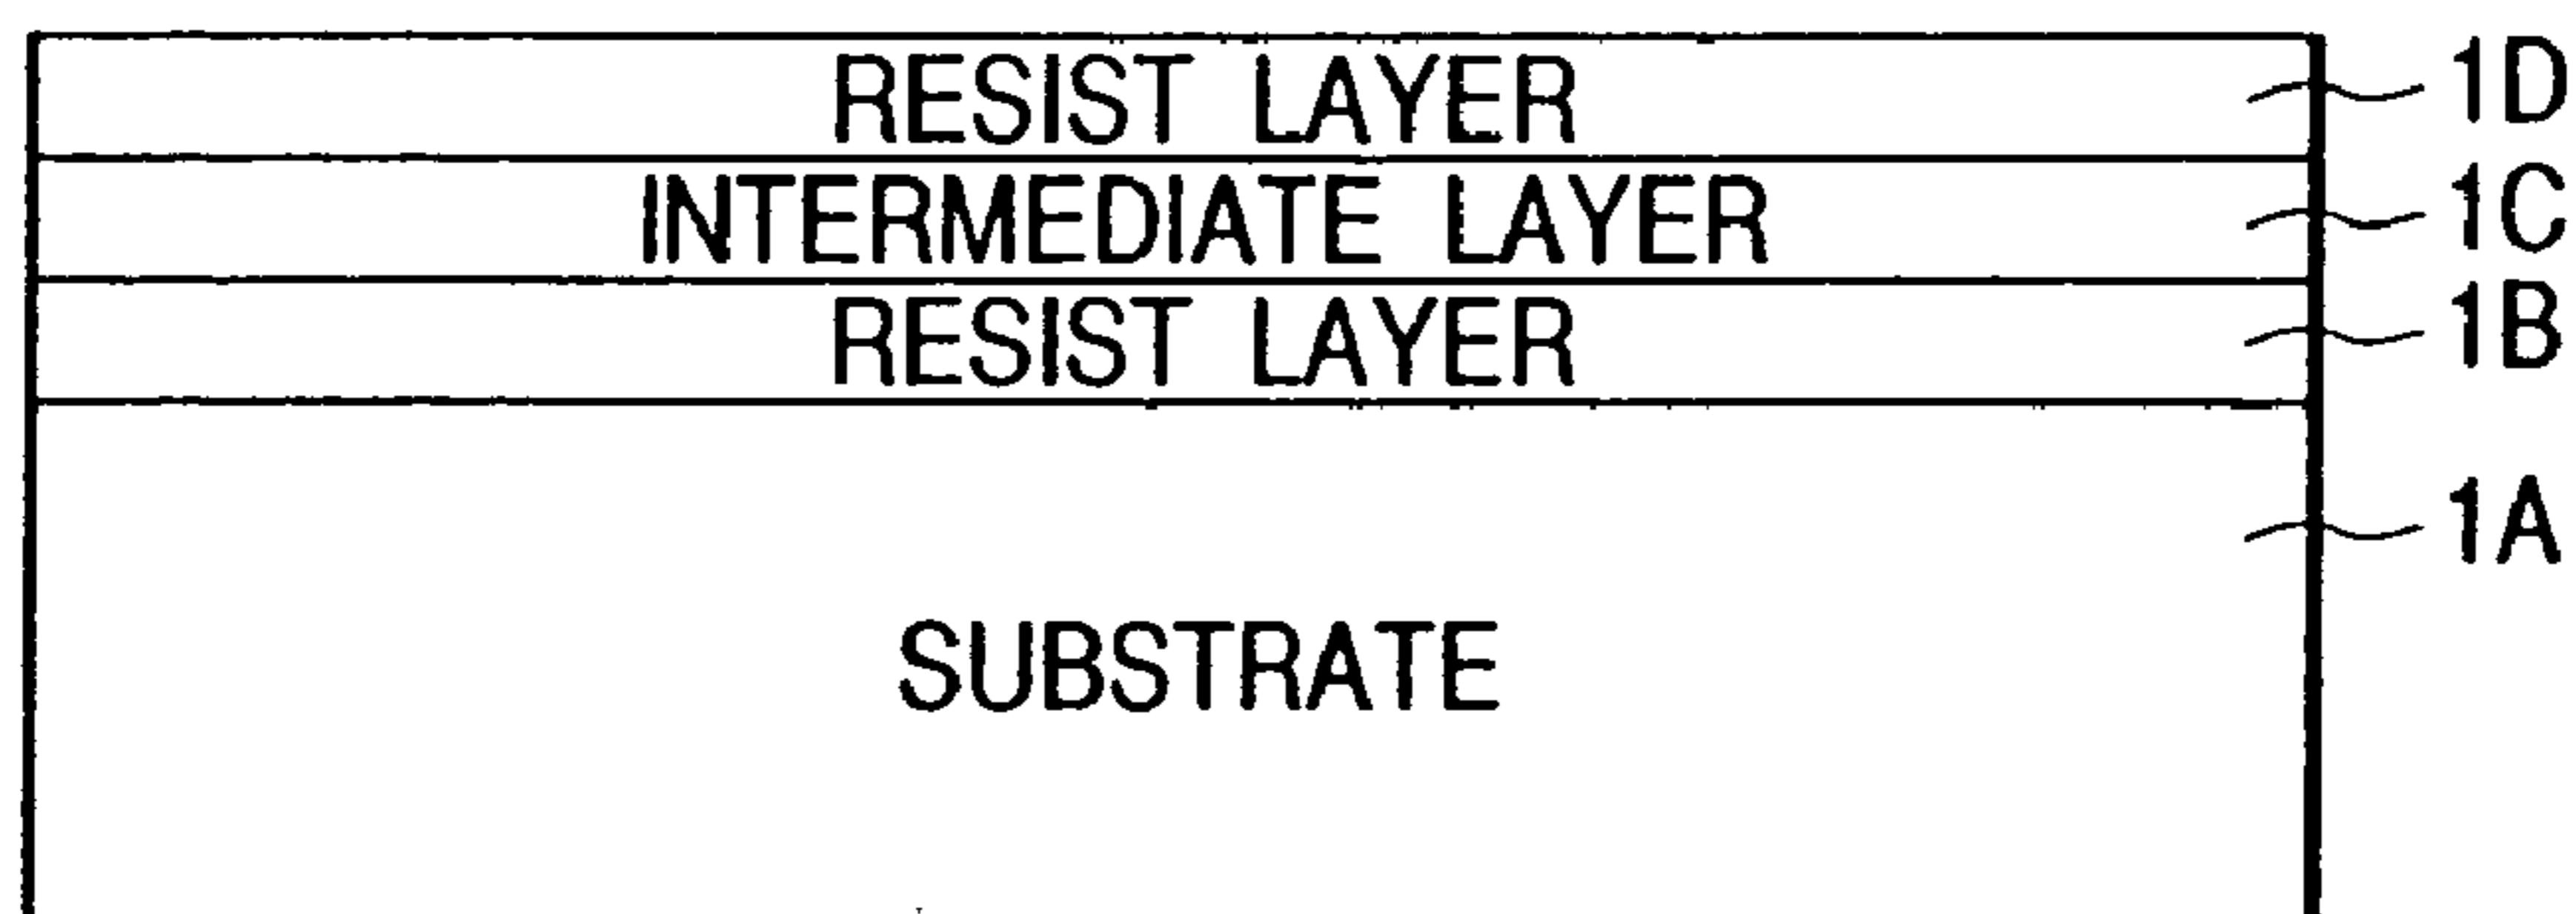 RESIST LAYER 1D
INTERMEDIATE LAYER 1C
RESIST LAYER 1B
1A
SUBSTRATE